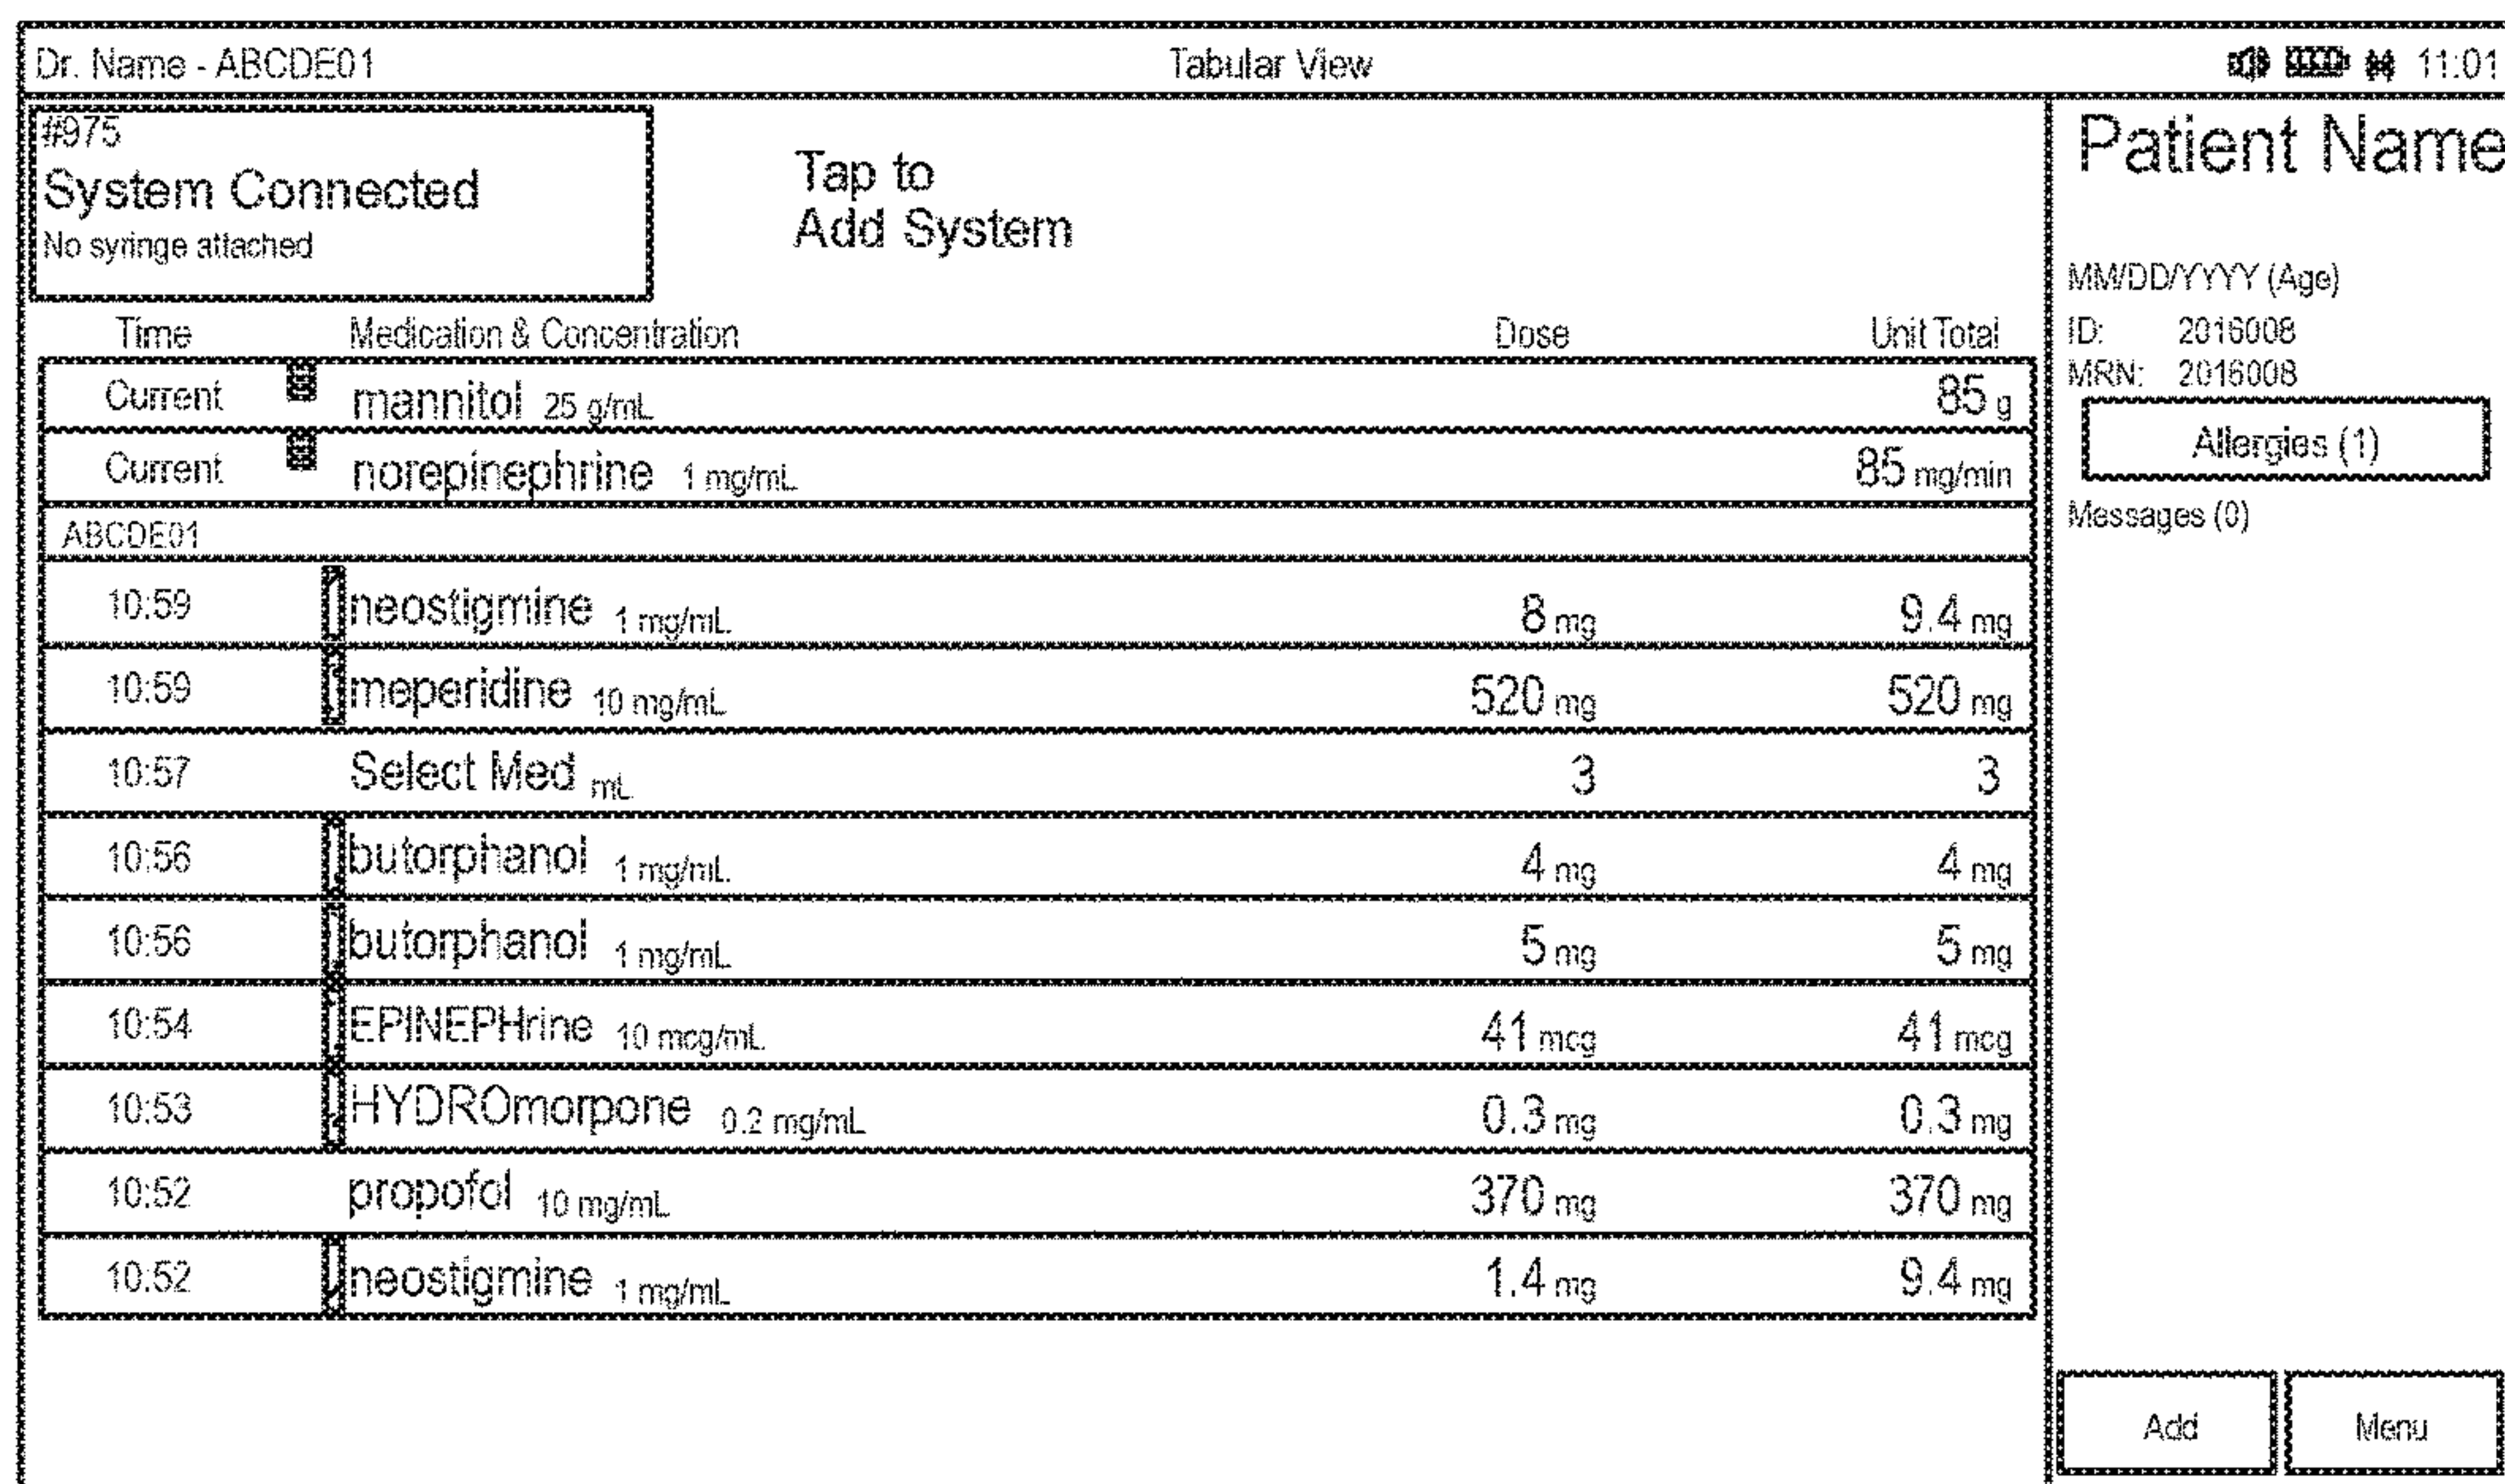 Dr. Name - ABCDE01 Tabular View 11:01
#975
System Connected
No syringe attached
Tap to
Add System
Patient Name
MM/DD/YYYY (Age)
ID: 2016008
MRN: 2016008
Allergies (1)
Messages (0)
Time Medication & Concentration Dose Unit Total
Current mannitol 25 g/mL 85 g
Current norepinephrine 1 mg/mL 85 mg/min
ABCDE01
10:59 neostigmine 1 mg/mL 8 mg 9.4 mg
10:59 meperidine 10 mg/mL 520 mg 520 mg
10:57 Select Med mL 3 3
10:56 butorphanol 1 mg/mL 4 mg 4 mg
10:56 butorphanol 1 mg/mL 5 mg 5 mg
10:54 EPINEPHrine 10 mcg/mL 41 mcg 41 mcg
10:53 HYDROmorpone 0.2 mg/mL 0.3 mg 0.3 mg
10:52 propofol 10 mg/mL 370 mg 370 mg
10:52 neostigmine 1 mg/mL 1.4 mg 9.4 mg
Add Menu